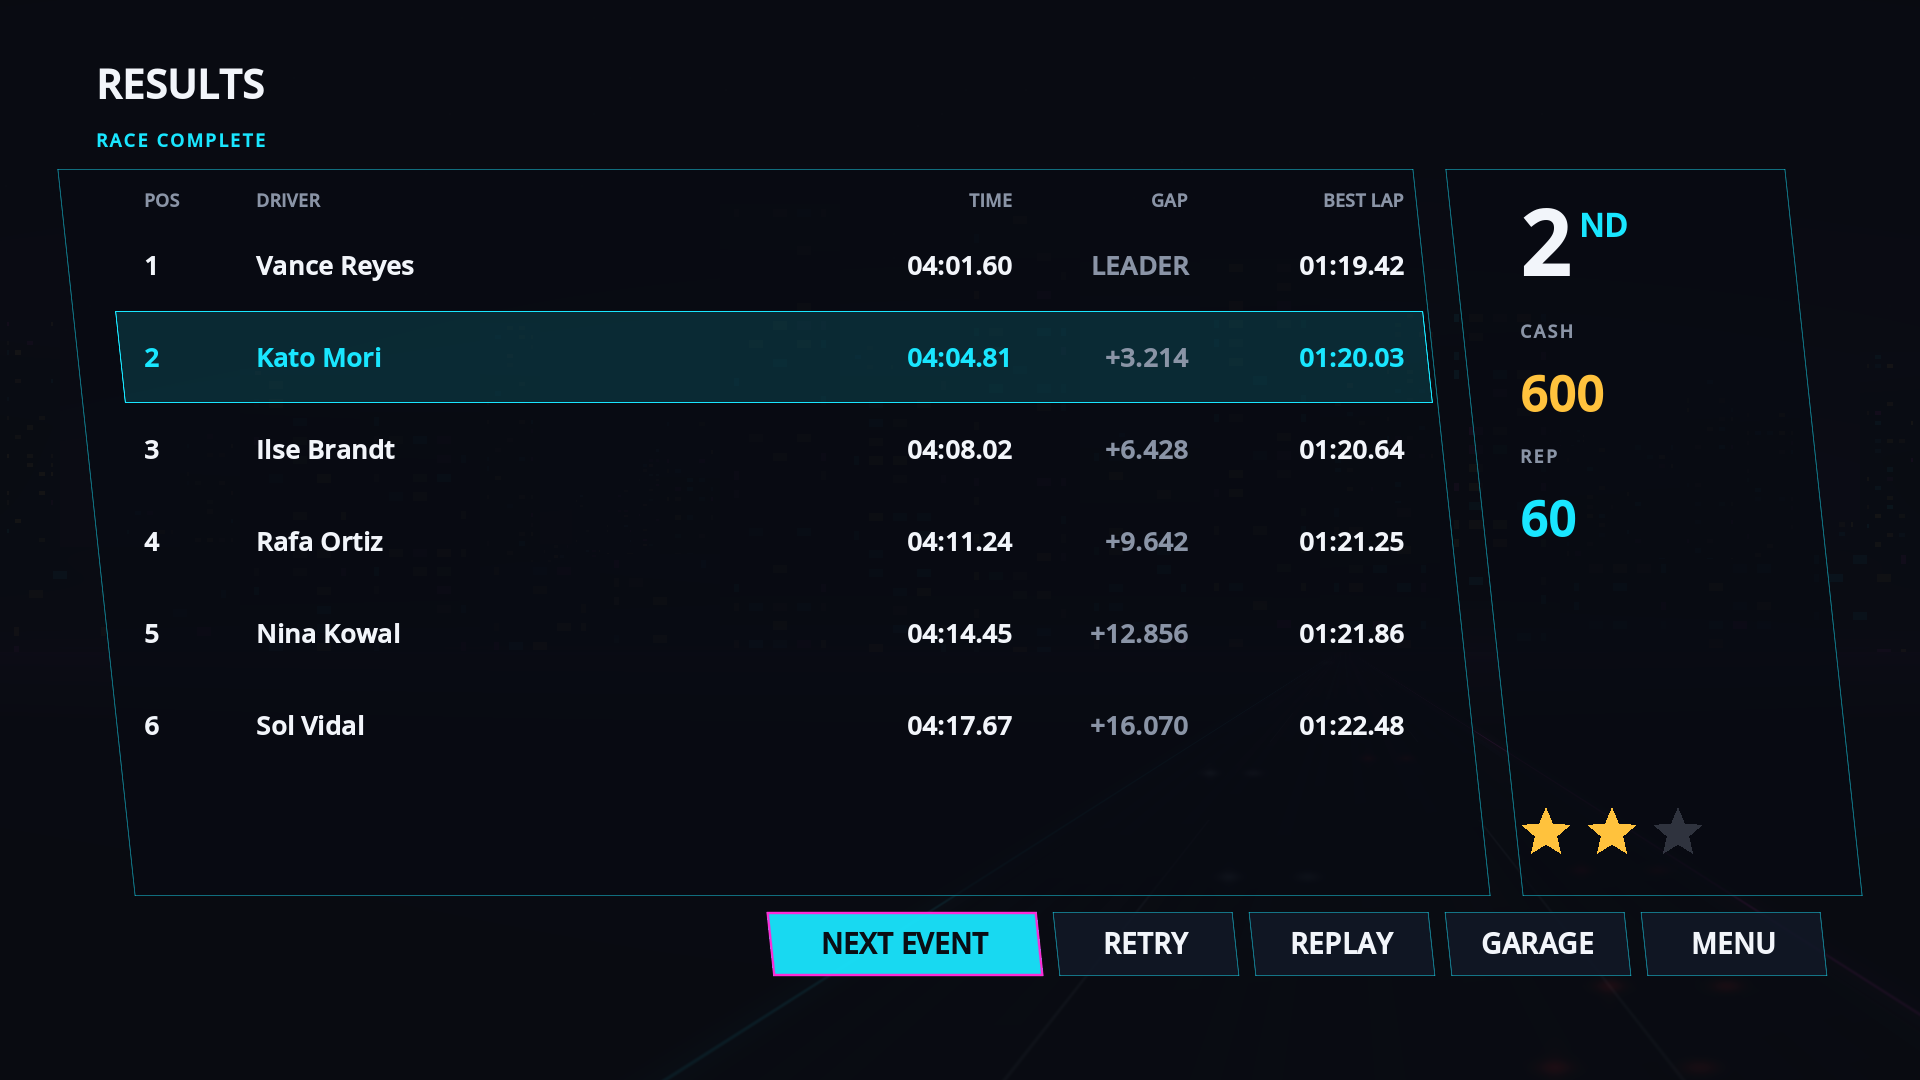 RESULTS
RACE COMPLETE
POS DRIVER TIME GAP BEST LAP
1 Vance Reyes 04:01.60 LEADER 01:19.42
2 Kato Mori 04:04.81 +3.214 01:20.03
3 Ilse Brandt 04:08.02 +6.428 01:20.64
4 Rafa Ortiz 04:11.24 +9.642 01:21.25
5 Nina Kowal 04:14.45 +12.856 01:21.86
6 Sol Vidal 04:17.67 +16.070 01:22.48
2 ND
CASH
600
REP
60
NEXT EVENT RETRY REPLAY GARAGE MENU